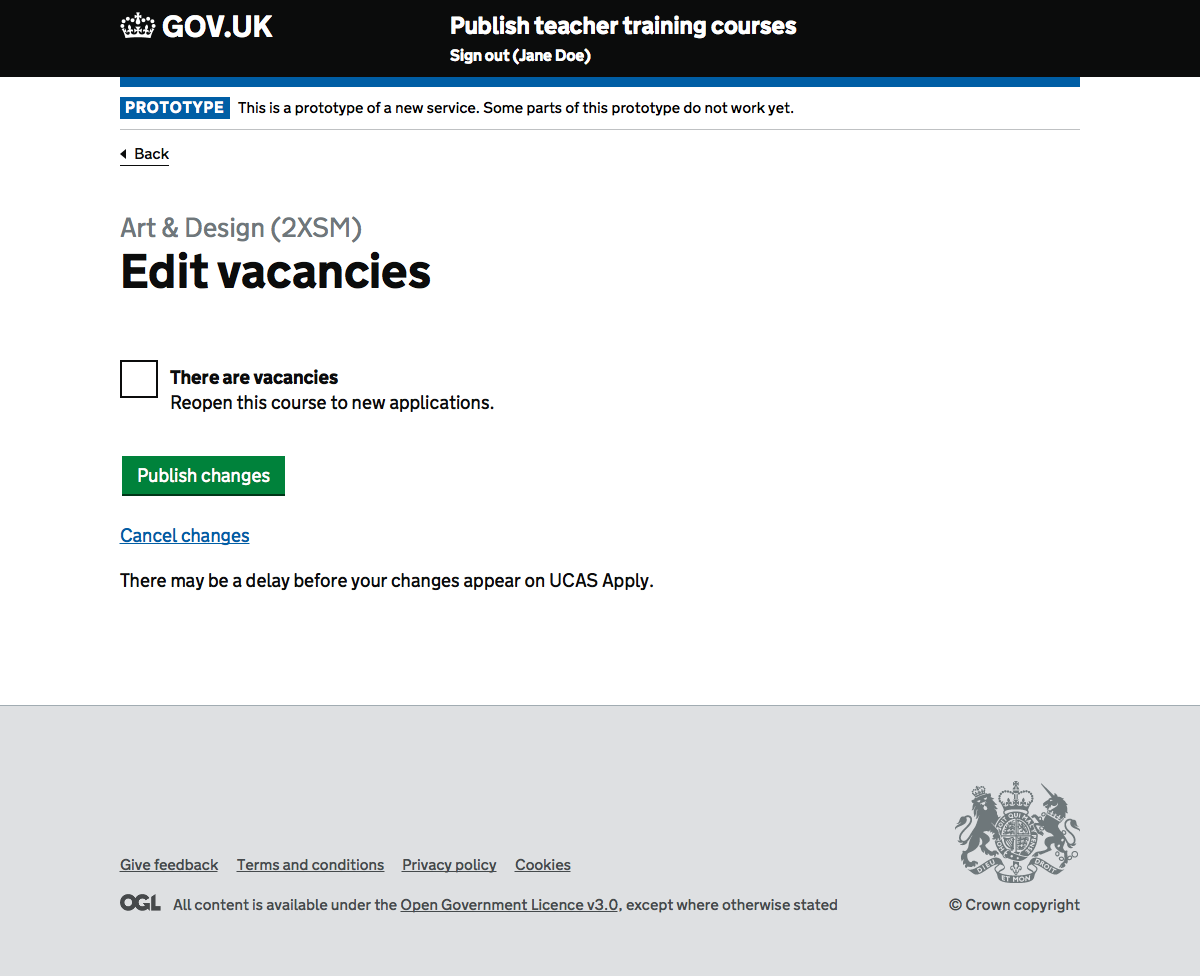 GOV.UK
Publish teacher training courses
Sign out (Jane Doe)
PROTOTYPE This is a prototype of a new service. Some parts of this prototype do not work yet.
Back
Art & Design (2XSM)
Edit vacancies
There are vacancies
Reopen this course to new applications.
Publish changes
Cancel changes
There may be a delay before your changes appear on UCAS Apply.
Give feedback Terms and conditions Privacy policy Cookies
OGL All content is available under the Open Government Licence v3.0, except where otherwise stated
DIEU ET MON DROIT
© Crown copyright